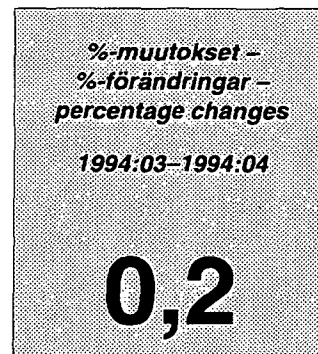 %-muutokset –
%-förändringar –
percentage changes
1994:03–1994:04
0,2